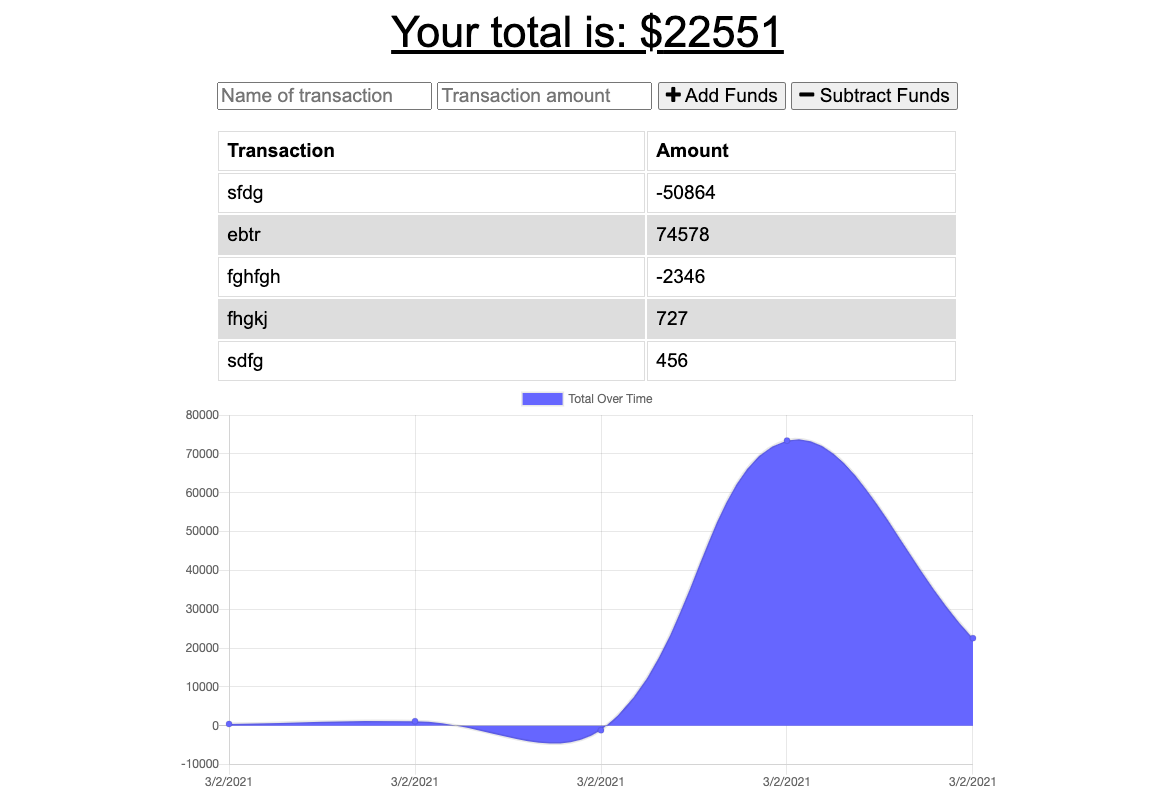 Your total is: $22551
Name of transaction Transaction amount Add Funds Subtract Funds
Transaction Amount
sfdg -50864
ebtr 74578
fghfgh -2346
fhgkj 727
sdfg 456
Total Over Time
80000
70000
60000
50000
40000
30000
20000
10000
0
-10000
3/2/2021 3/2/2021 3/2/2021 3/2/2021 3/2/2021